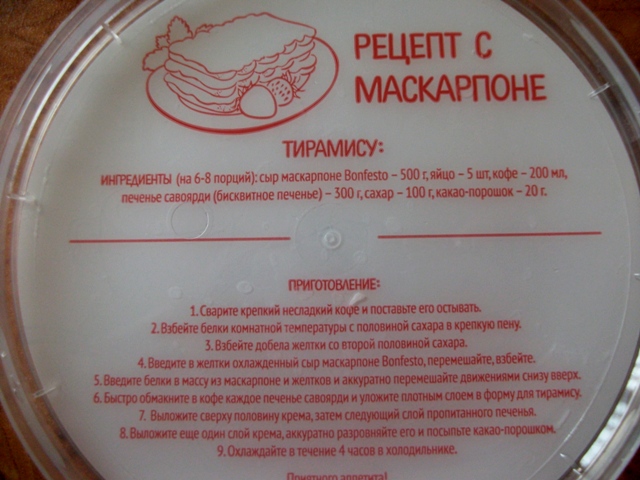 РЕЦЕПТ С
МАСКАРПОНЕ
ТИРАМИСУ:
ИНГРЕДИЕНТЫ (на 6-8 порций): сыр маскарпоне Bonfesto – 500 г, яйцо – 5 шт, кофе – 200 мл,
печенье савоярди (бисквитное печенье) – 300 г, сахар – 100 г, какао-порошок – 20 г.
ПРИГОТОВЛЕНИЕ:
1. Сварите крепкий несладкий кофе и поставьте его остывать.
2. Взбейте белки комнатной температуры с половиной сахара в крепкую пену.
3. Взбейте добела желтки со второй половиной сахара.
4. Введите в желтки охлажденный сыр маскарпоне Bonfesto, перемешайте, взбейте.
5. Введите белки в массу из маскарпоне и желтков и аккуратно перемешайте движениями снизу вверх.
6. Быстро обмакните в кофе каждое печенье савоярди и уложите плотным слоем в форму для тирамису.
7. Выложите сверху половину крема, затем следующий слой пропитанного печенья.
8. Выложите еще один слой крема, аккуратно разровняйте его и посыпьте какао-порошком.
9. Охлаждайте в течение 4 часов в холодильнике.
Приятного аппетита!